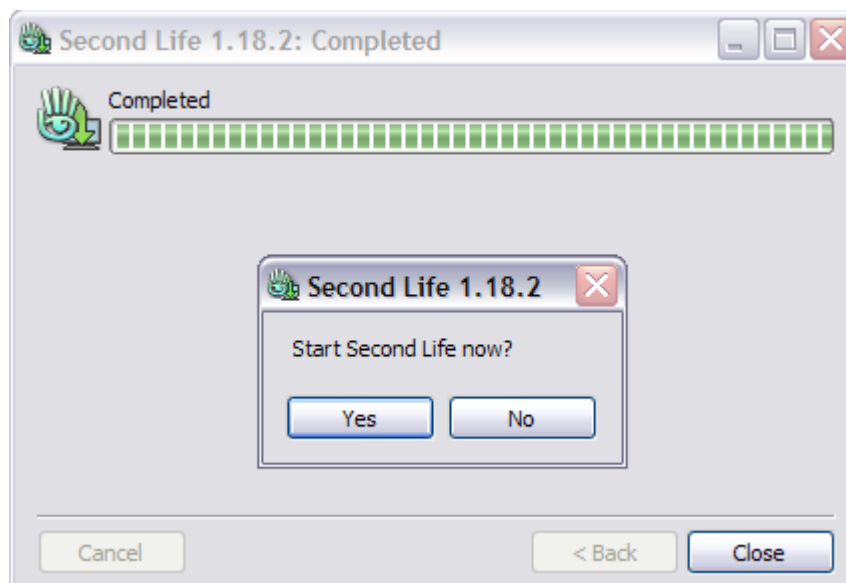 Second Life 1.18.2: Completed
Completed
Second Life 1.18.2
Start Second Life now?
Yes No
Cancel < Back Close